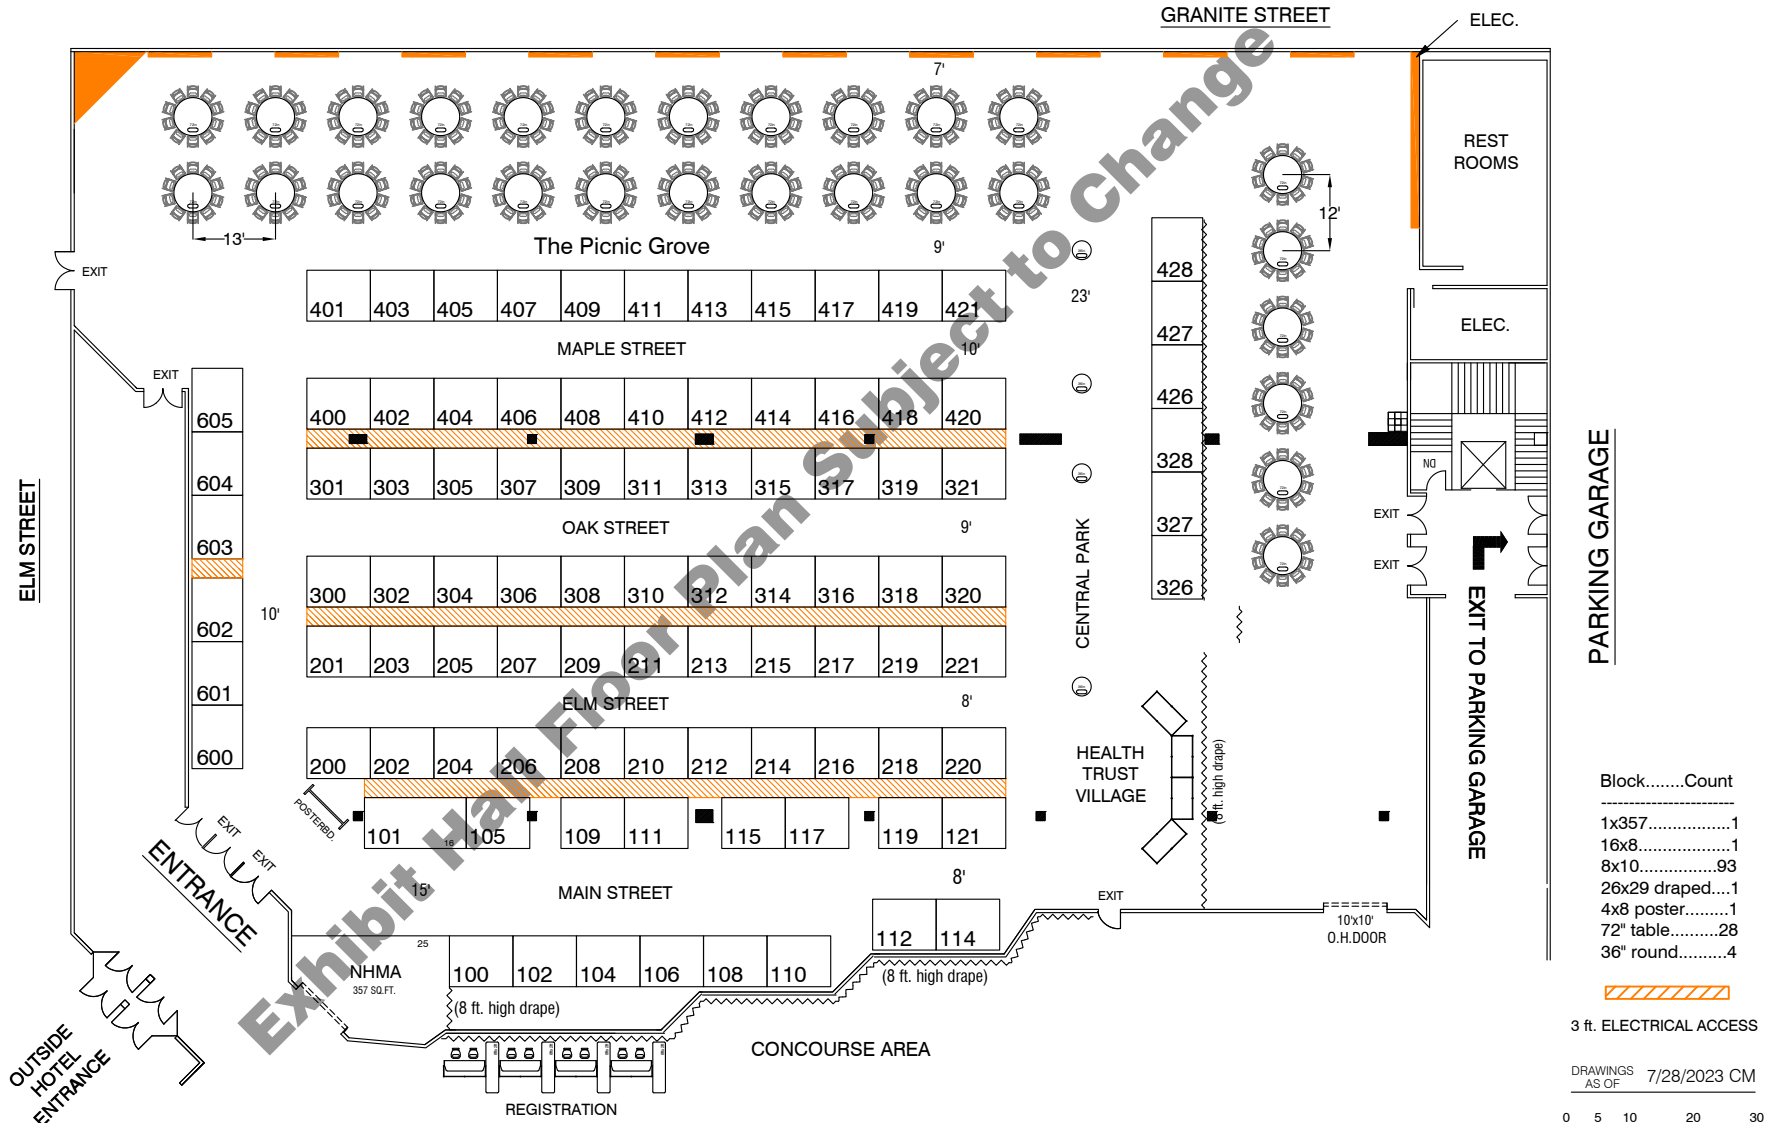 GRANITE STREET
ELEC.
7'
REST
ROOMS
12'
13'
The Picnic Grove
9'
EXIT
23'
401 403 405 407 409 411 413 415 417 419 421
428
MAPLE STREET
10'
427
ELEC.
EXIT
605
400 402 404 406 408 410 412 414 416 418 420
426
328
DN
604
301 303 305 307 309 311 313 315 317 319 321
OAK STREET
9'
327
EXIT
603
EXIT
ELM STREET
CENTRAL PARK
PARKING GARAGE
EXIT TO PARKING GARAGE
300 302 304 306 308 310 312 314 316 318 320
326
10'
602
201 203 205 207 209 211 213 215 217 219 221
601
ELM STREET
8'
600
200 202 204 206 208 210 212 214 216 218 220
HEALTH
TRUST
VILLAGE
(8 ft. high drape)
POSTERBD.
101 16 105 109 111 115 117 119 121
EXIT
EXIT
ENTRANCE
15'
MAIN STREET
8'
EXIT
112 114
10'x10'
O.H.DOOR
25
NHMA
357 SQ.FT.
100 102 104 106 108 110
(8 ft. high drape)
(8 ft. high drape)
OUTSIDE
HOTEL
ENTRANCE
CONCOURSE AREA
REGISTRATION
Exhibit Hall Floor Plan Subject to Change
Block........Count
-------------------------
1x357.................1
16x8...................1
8x10................93
26x29 draped....1
4x8 poster.........1
72" table..........28
36" round..........4
3 ft. ELECTRICAL ACCESS
DRAWINGS
AS OF
7/28/2023 CM
0 5 10 20 30